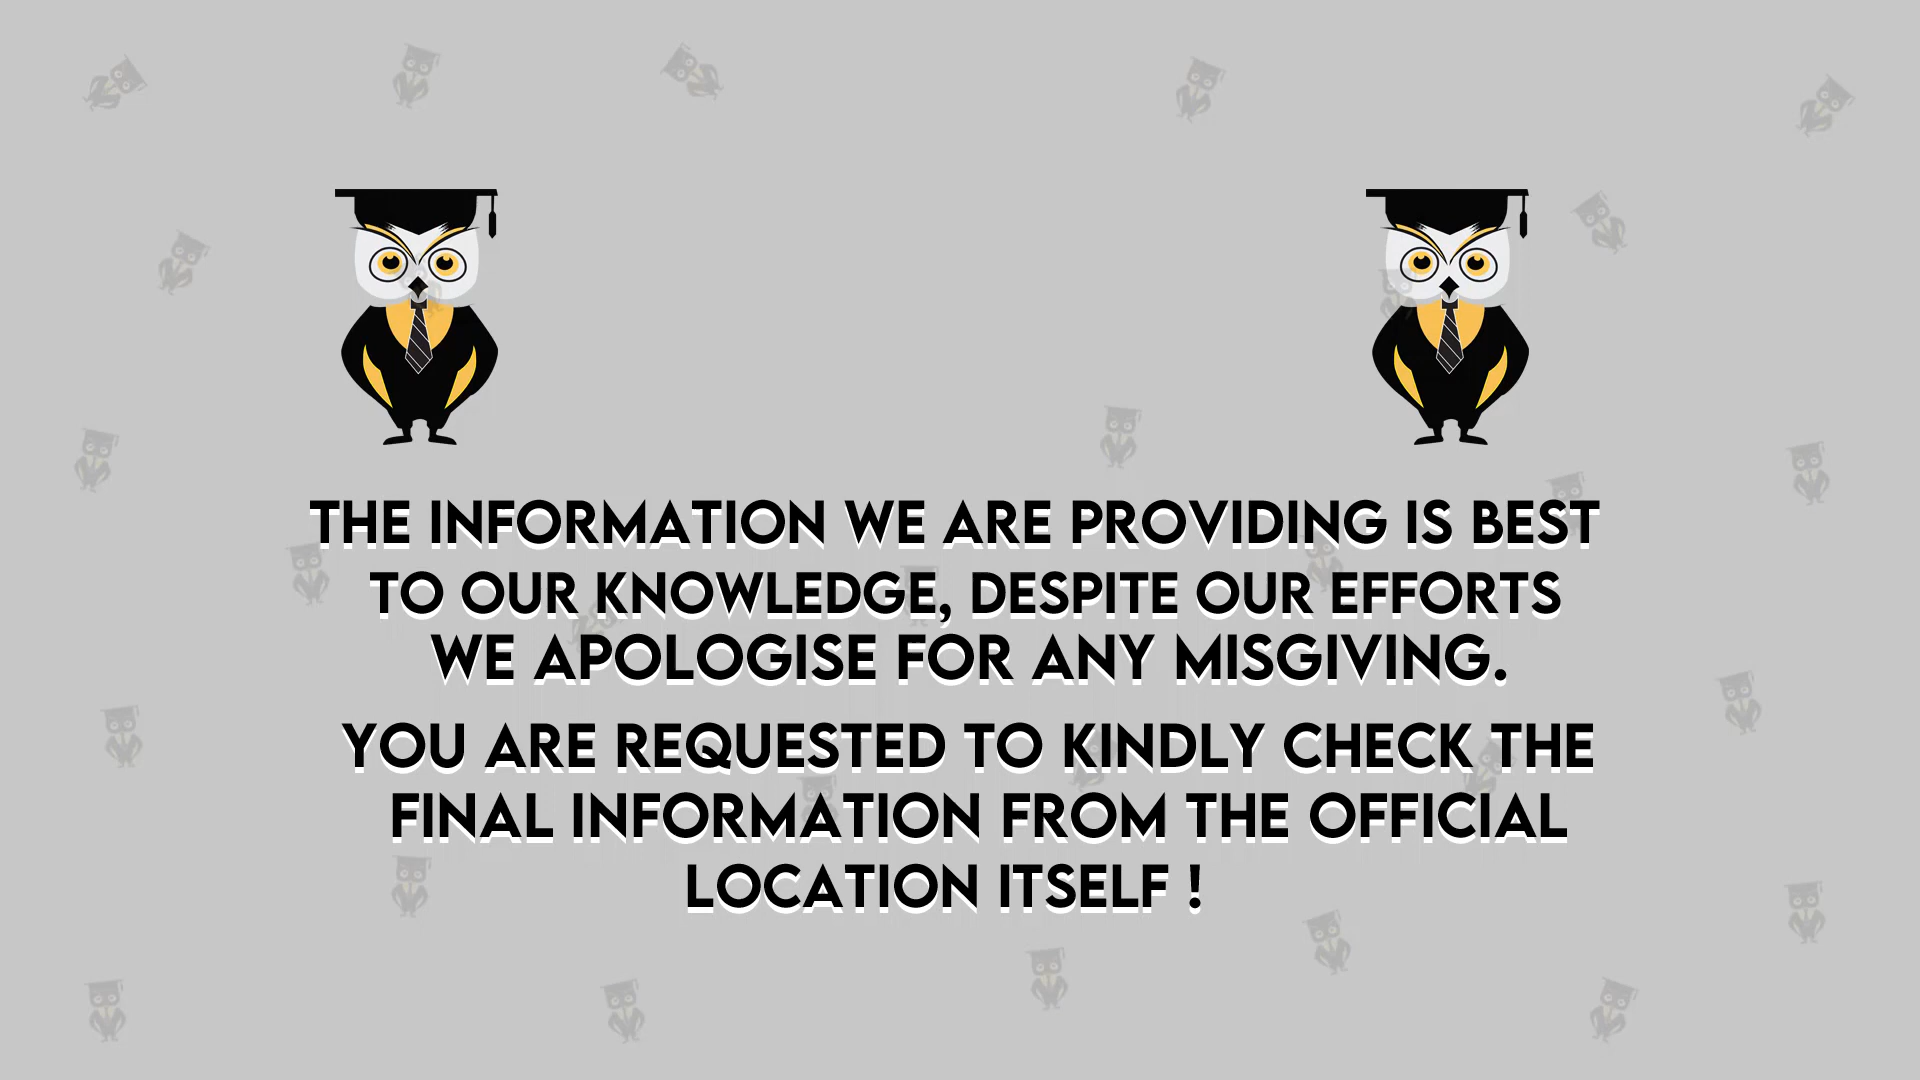 THE INFORMATION WE ARE PROVIDING IS BEST
TO OUR KNOWLEDGE, DESPITE OUR EFFORTS
WE APOLOGISE FOR ANY MISGIVING.
YOU ARE REQUESTED TO KINDLY CHECK THE
FINAL INFORMATION FROM THE OFFICIAL
LOCATION ITSELF !